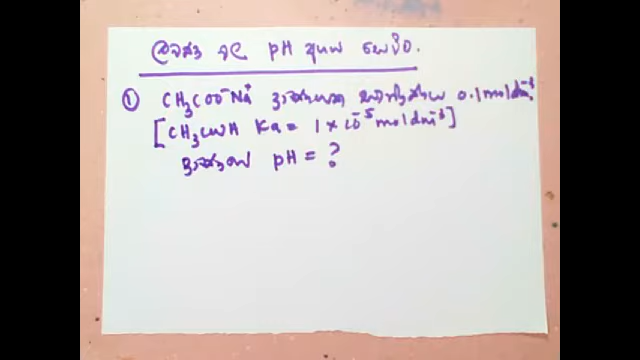 ලවණ වල pH අගය සෙවීම.
① CH₃COO⁻Na⁺ ද්‍රාවණයක සාන්ද්‍රණය 0.1 moldm⁻³
[CH₃COOH Ka = 1 × 10⁻⁵ moldm⁻³]
ද්‍රාවණයේ pH = ?